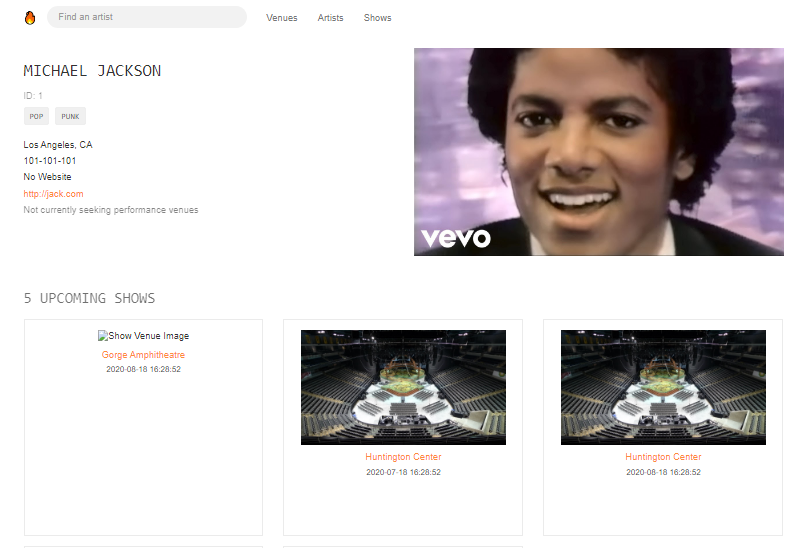 Find an artist
Venues Artists Shows
MICHAEL JACKSON
ID: 1
POP PUNK
Los Angeles, CA
101-101-101
No Website
http://jack.com
Not currently seeking performance venues
vevo
5 UPCOMING SHOWS
Show Venue Image
Gorge Amphitheatre
2020-08-18 16:28:52
Huntington Center
2020-07-18 16:28:52
Huntington Center
2020-08-18 16:28:52